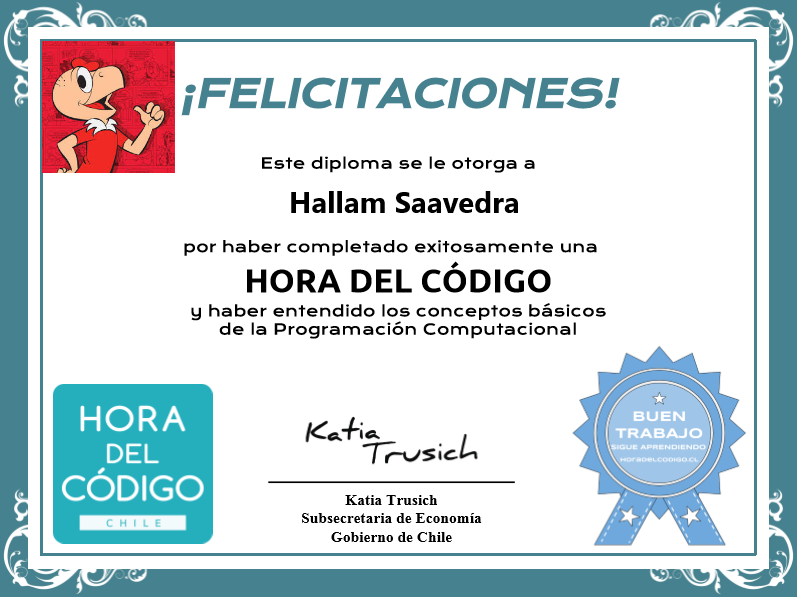 ¡FELICITACIONES!
Este diploma se le otorga a
Hallam Saavedra
por haber completado exitosamente una
HORA DEL CÓDIGO
y haber entendido los conceptos básicos
de la Programación Computacional
HORA
DEL
CÓDIGO
CHILE
Katia
Trusich
Katia Trusich
Subsecretaria de Economía
Gobierno de Chile
BUEN
TRABAJO
SIGUE APRENDIENDO
HORADELCODIGO.CL